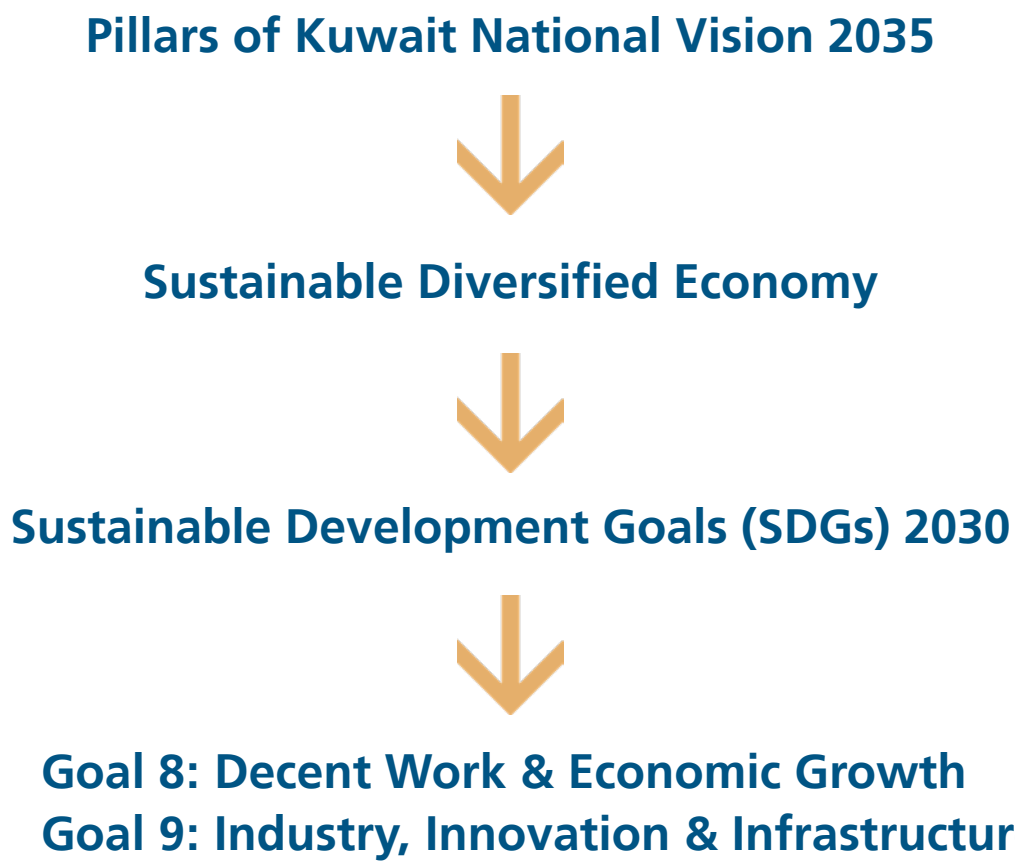 Pillars of Kuwait National Vision 2035
Sustainable Diversified Economy
Sustainable Development Goals (SDGs) 2030
Goal 8: Decent Work & Economic Growth
Goal 9: Industry, Innovation & Infrastructur